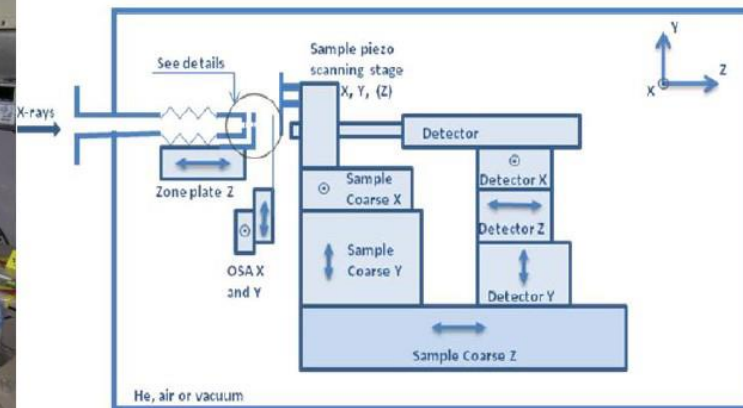 See details
Sample piezo
scanning stage
X, Y, (Z)
Y
Z
X
X-rays
Detector
Zone plate Z
Sample
Coarse X
Detector X
Detector Z
OSA X
and Y
Sample
Coarse Y
Detector Y
Sample Coarse Z
He, air or vacuum